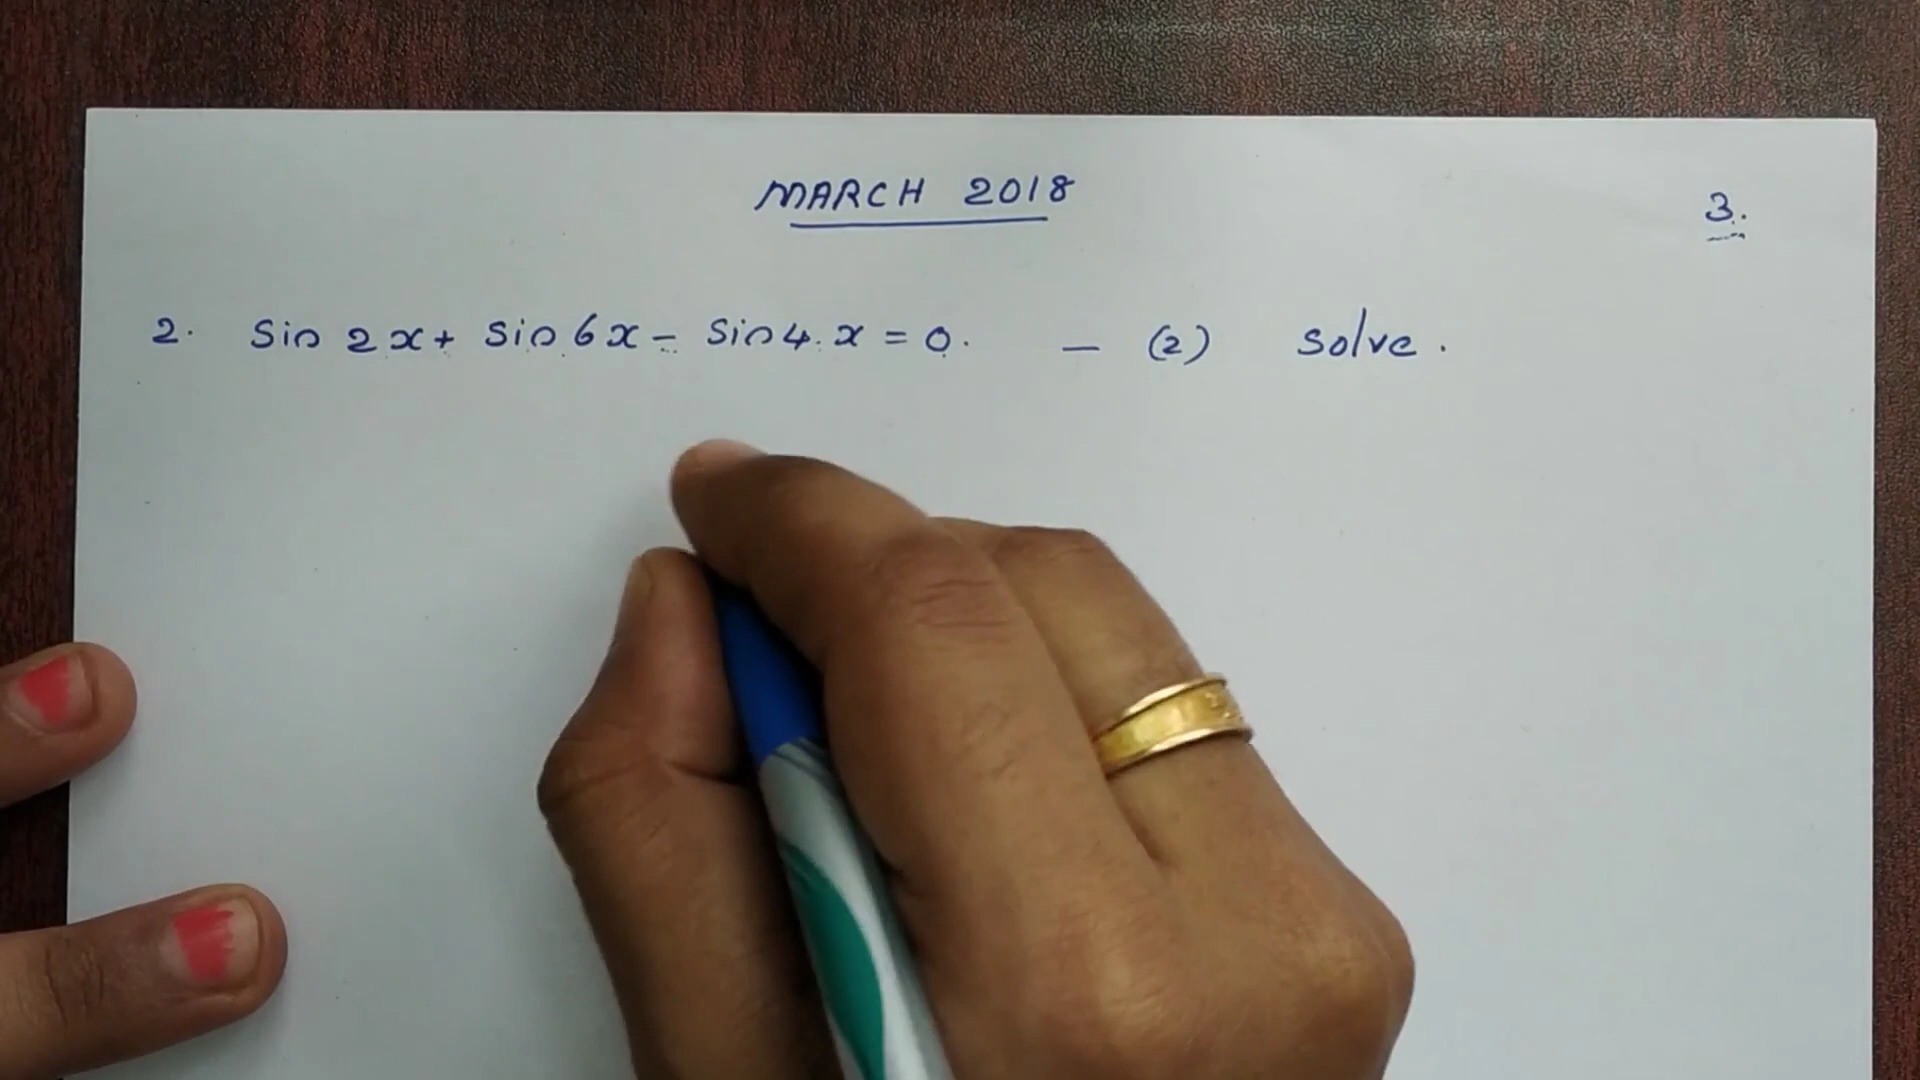 MARCH 2018
3.
2. Sin 2x + Sin 6x - Sin 4x = 0. - (2) Solve.